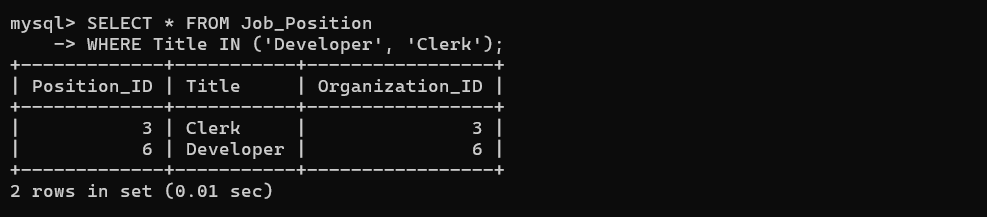 mysql> SELECT * FROM Job_Position
    -> WHERE Title IN ('Developer', 'Clerk');
+-------------+-----------+-----------------+
| Position_ID | Title     | Organization_ID |
+-------------+-----------+-----------------+
|           3 | Clerk     |               3 |
|           6 | Developer |               6 |
+-------------+-----------+-----------------+
2 rows in set (0.01 sec)